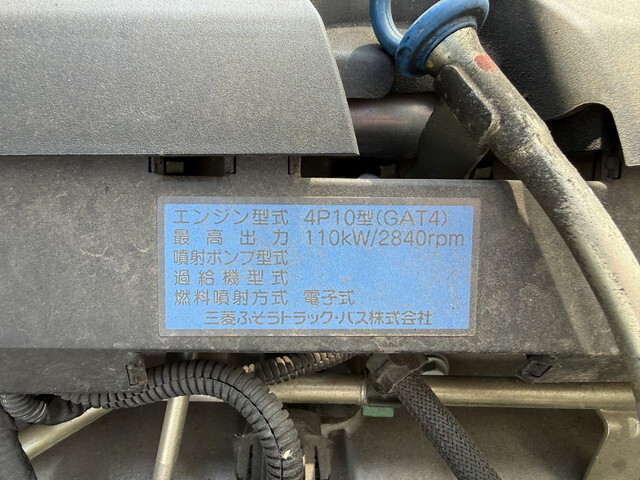 エンジン型式 4P10型(GAT4)
最高出力 110kW/2840rpm
噴射ポンプ型式
過給機型式
燃料噴射方式 電子式
三菱ふそうトラック・バス株式会社